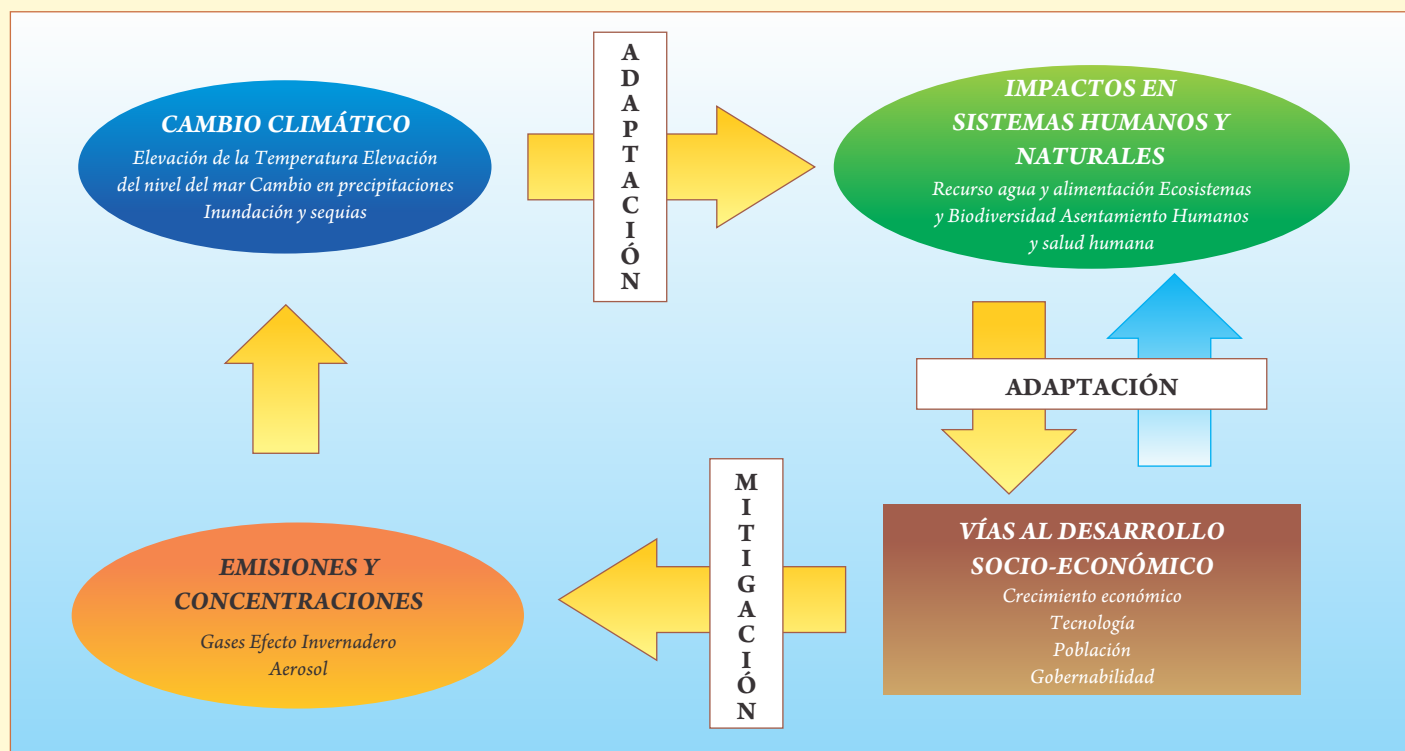 CAMBIO CLIMÁTICO
Elevación de la Temperatura Elevación
del nivel del mar Cambio en precipitaciones
Inundación y sequias
ADAPTACIÓN
IMPACTOS EN
SISTEMAS HUMANOS Y
NATURALES
Recurso agua y alimentación Ecosistemas
y Biodiversidad Asentamiento Humanos
y salud humana
ADAPTACIÓN
VÍAS AL DESARROLLO
SOCIO-ECONÓMICO
Crecimiento económico
Tecnología
Población
Gobernabilidad
MITIGACIÓN
EMISIONES Y
CONCENTRACIONES
Gases Efecto Invernadero
Aerosol